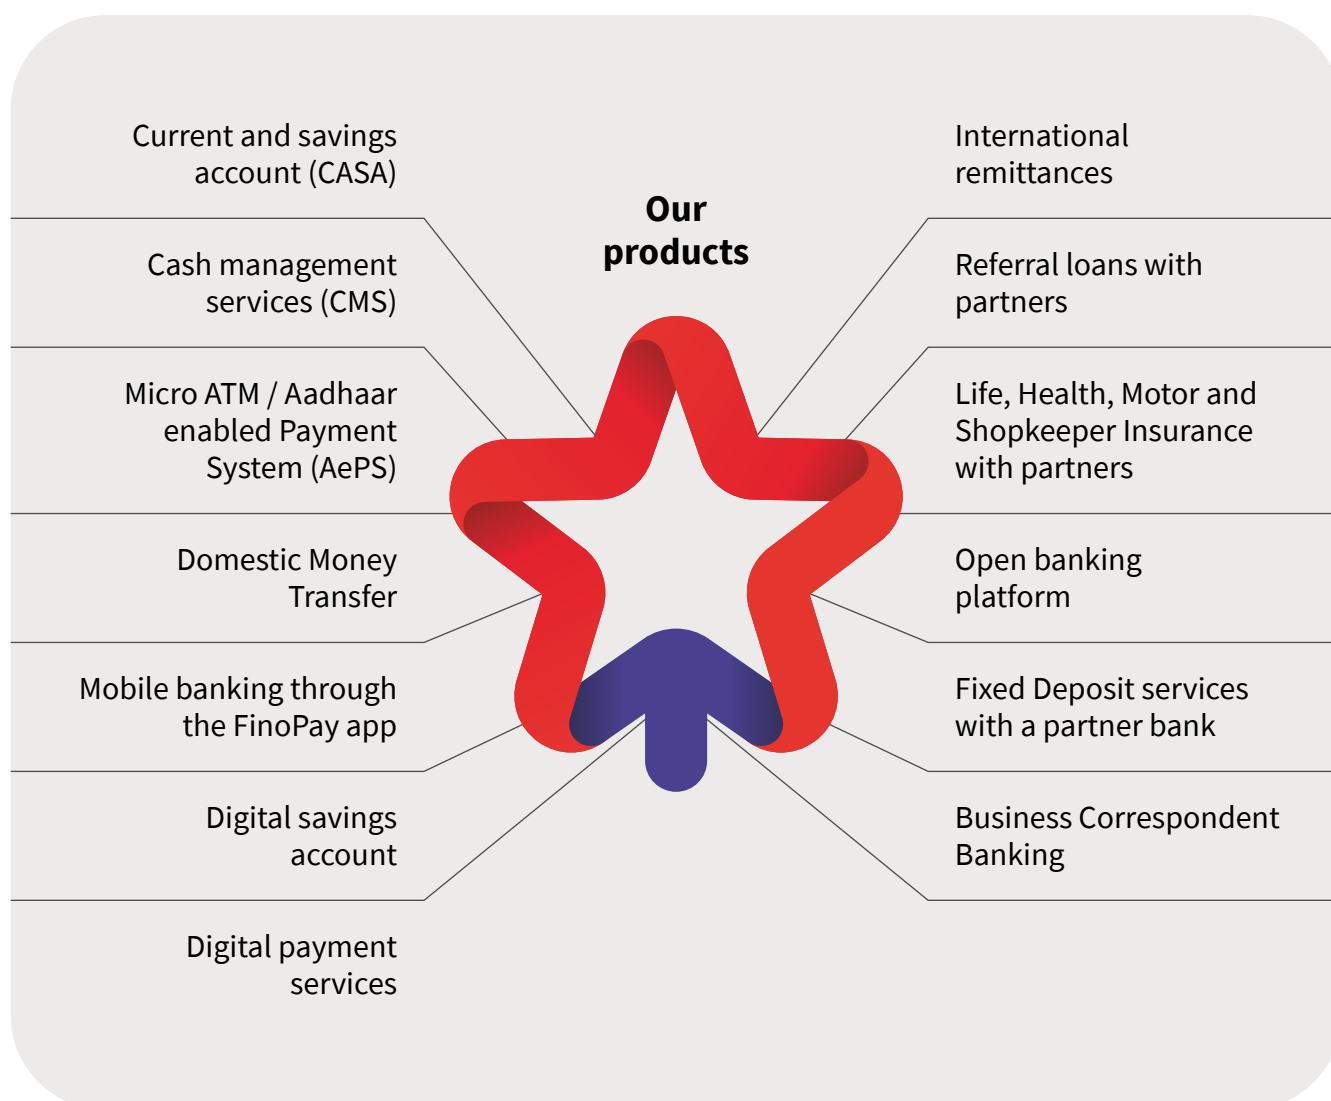 Our
products
Current and savings
account (CASA)
Cash management
services (CMS)
Micro ATM / Aadhaar
enabled Payment
System (AePS)
Domestic Money
Transfer
Mobile banking through
the FinoPay app
Digital savings
account
Digital payment
services
International
remittances
Referral loans with
partners
Life, Health, Motor and
Shopkeeper Insurance
with partners
Open banking
platform
Fixed Deposit services
with a partner bank
Business Correspondent
Banking